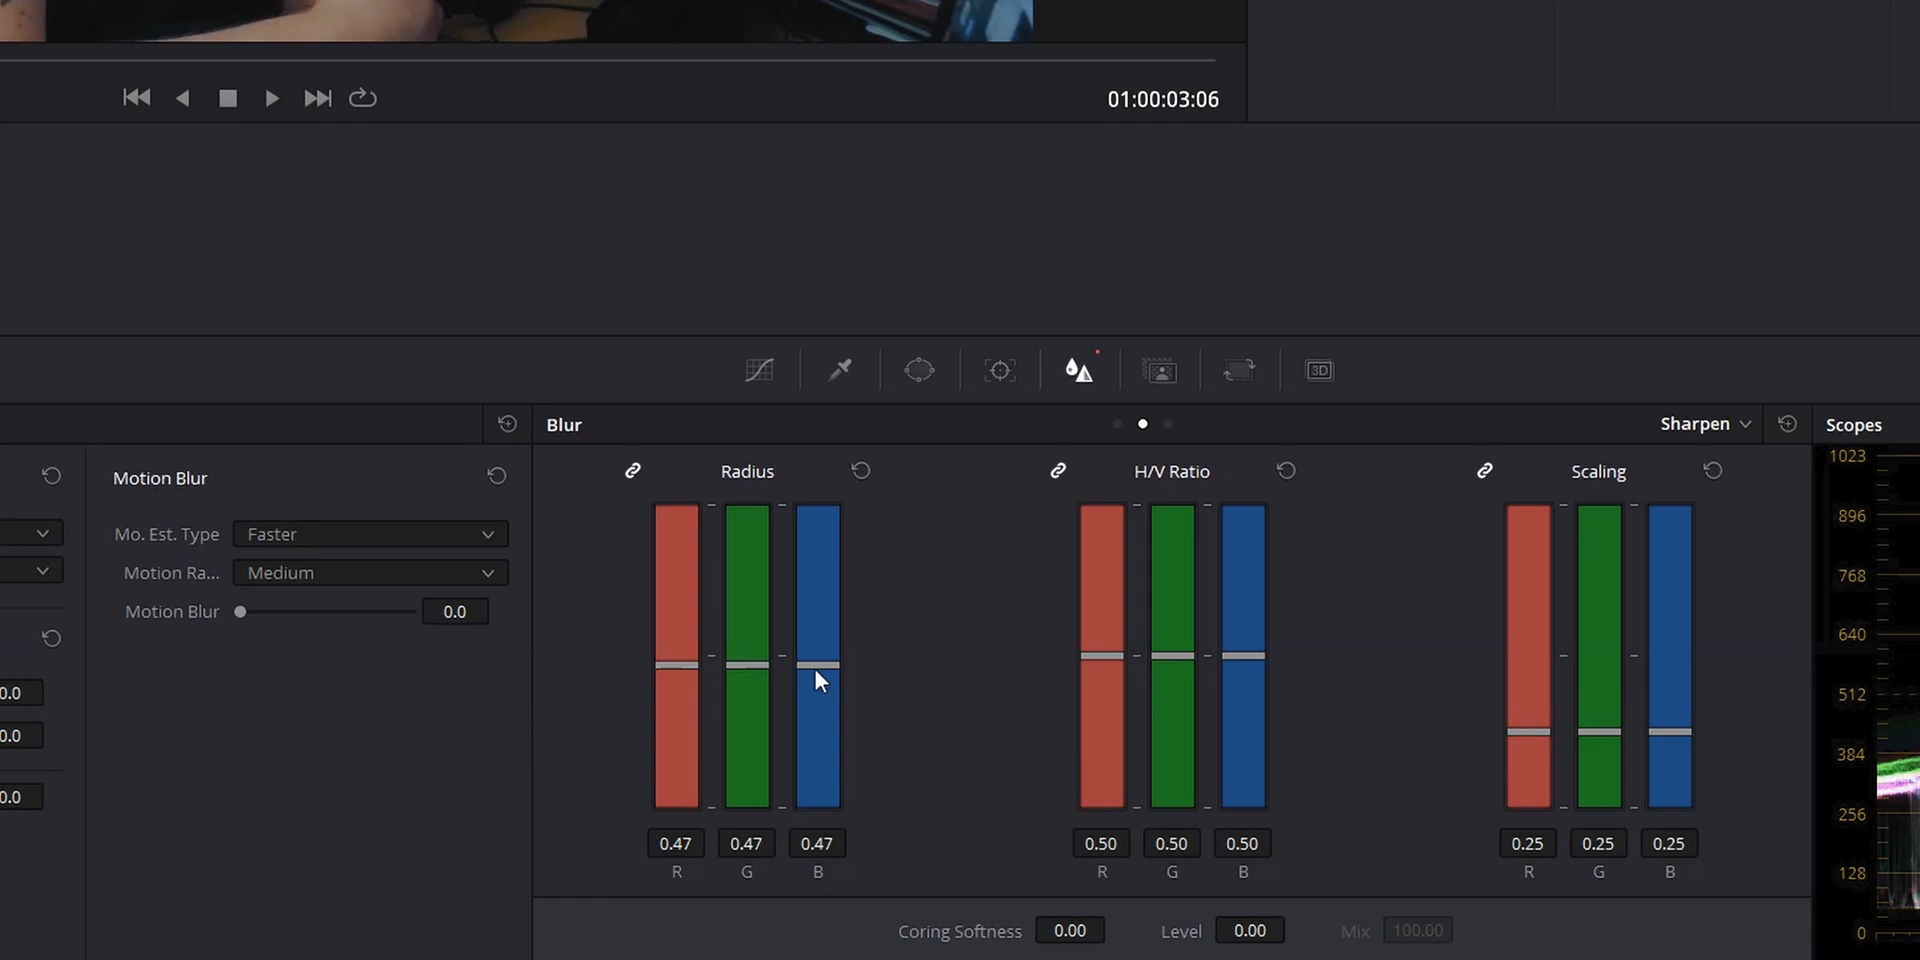 01:00:03:06
3D
Blur
Sharpen
Scopes
Motion Blur
Mo. Est. Type
Faster
Motion Ra...
Medium
Motion Blur
0.0
0.0
0.0
0.0
Radius
0.47
0.47
0.47
R
G
B
H/V Ratio
0.50
0.50
0.50
R
G
B
Scaling
0.25
0.25
0.25
R
G
B
Coring Softness
0.00
Level
0.00
Mix
100.00
1023
896
768
640
512
384
256
128
0